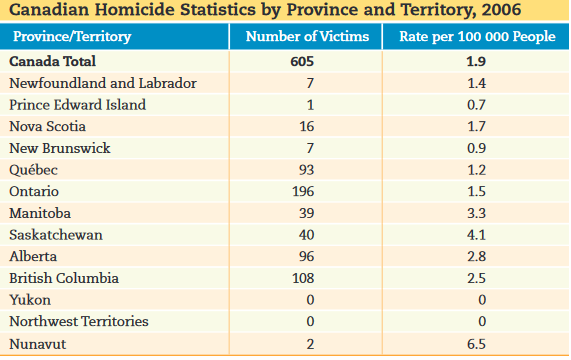 Canadian Homicide Statistics by Province and Territory, 2006
Province/Territory Number of Victims Rate per 100 000 People
Canada Total 605 1.9
Newfoundland and Labrador 7 1.4
Prince Edward Island 1 0.7
Nova Scotia 16 1.7
New Brunswick 7 0.9
Québec 93 1.2
Ontario 196 1.5
Manitoba 39 3.3
Saskatchewan 40 4.1
Alberta 96 2.8
British Columbia 108 2.5
Yukon 0 0
Northwest Territories 0 0
Nunavut 2 6.5